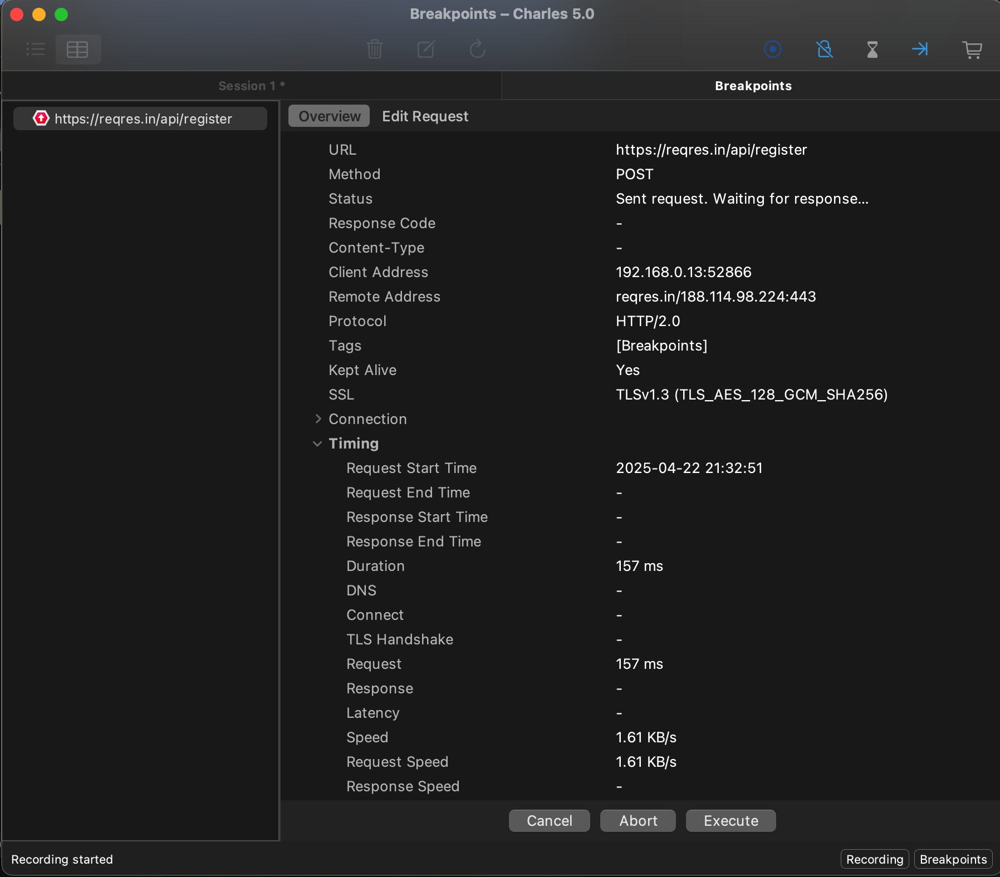 Breakpoints – Charles 5.0
Session 1 *
Breakpoints
https://reqres.in/api/register
Overview Edit Request
URL https://reqres.in/api/register
Method POST
Status Sent request. Waiting for response...
Response Code -
Content-Type -
Client Address 192.168.0.13:52866
Remote Address reqres.in/188.114.98.224:443
Protocol HTTP/2.0
Tags [Breakpoints]
Kept Alive Yes
SSL TLSv1.3 (TLS_AES_128_GCM_SHA256)
Connection
Timing
Request Start Time 2025-04-22 21:32:51
Request End Time -
Response Start Time -
Response End Time -
Duration 157 ms
DNS -
Connect -
TLS Handshake -
Request 157 ms
Response -
Latency -
Speed 1.61 KB/s
Request Speed 1.61 KB/s
Response Speed -
Cancel Abort Execute
Recording started
Recording Breakpoints